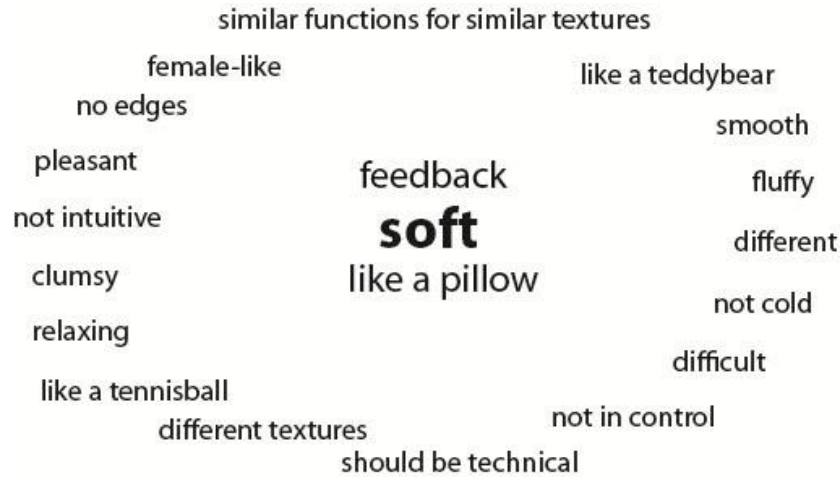 similar functions for similar textures
female-like
like a teddybear
no edges
smooth
pleasant
feedback
fluffy
not intuitive
soft
different
clumsy
like a pillow
not cold
relaxing
difficult
like a tennisball
not in control
different textures
should be technical